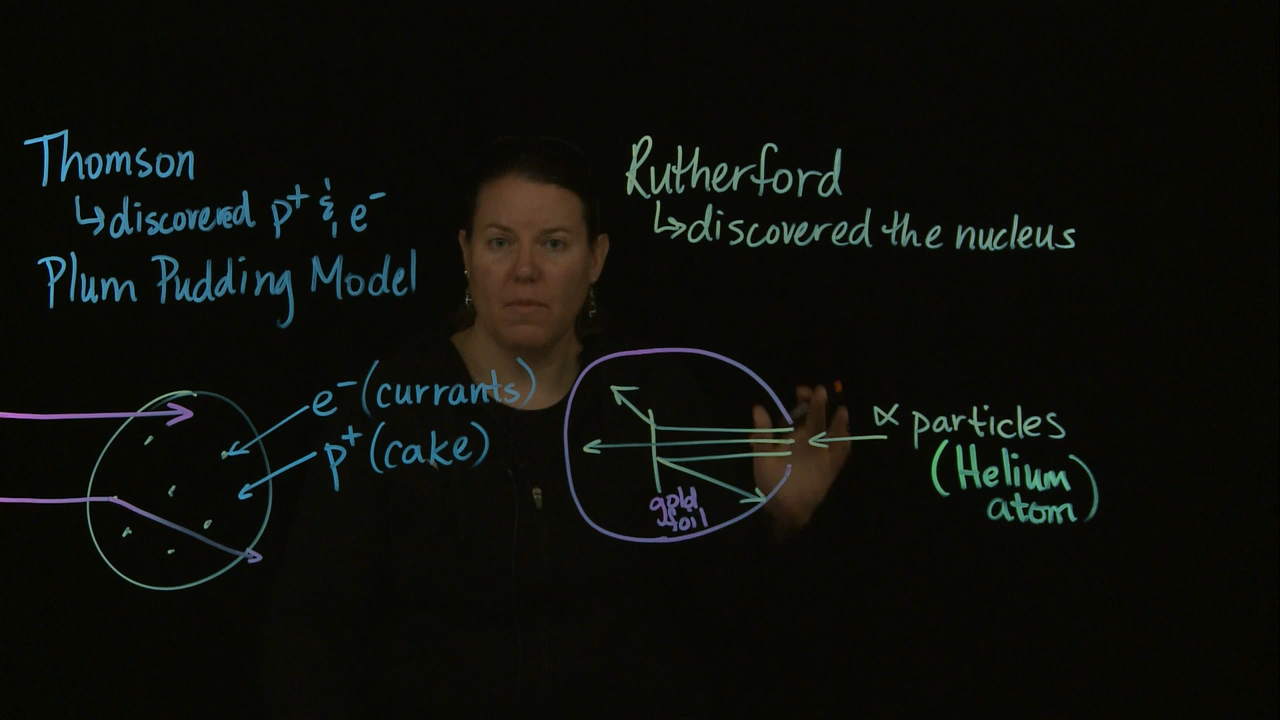 Thomson
↳discovered p⁺ & e⁻
Plum Pudding Model
e⁻(currants)
p⁺(cake)
Rutherford
↳discovered the nucleus
gold
foil
∝ particles
(Helium
atom)